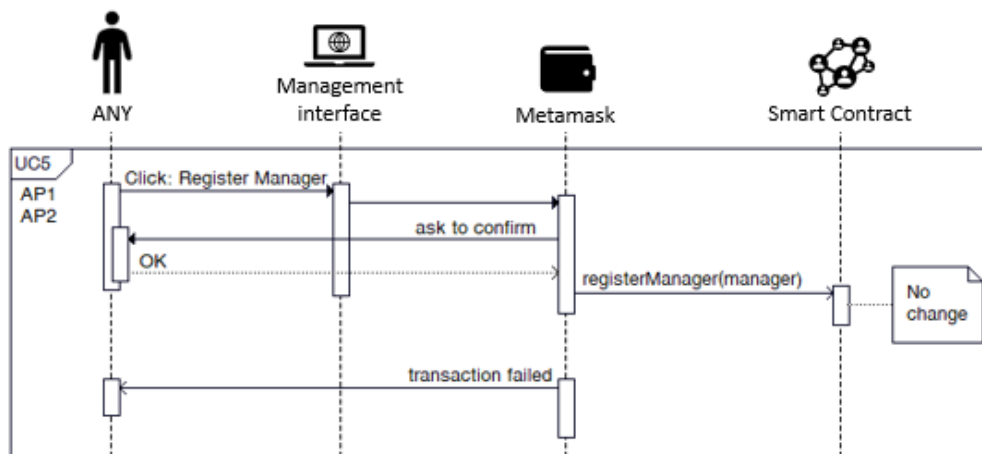 ANY
Management
interface
Metamask
Smart Contract
UC5
AP1
AP2
Click: Register Manager
ask to confirm
OK
registerManager(manager)
No
change
transaction failed